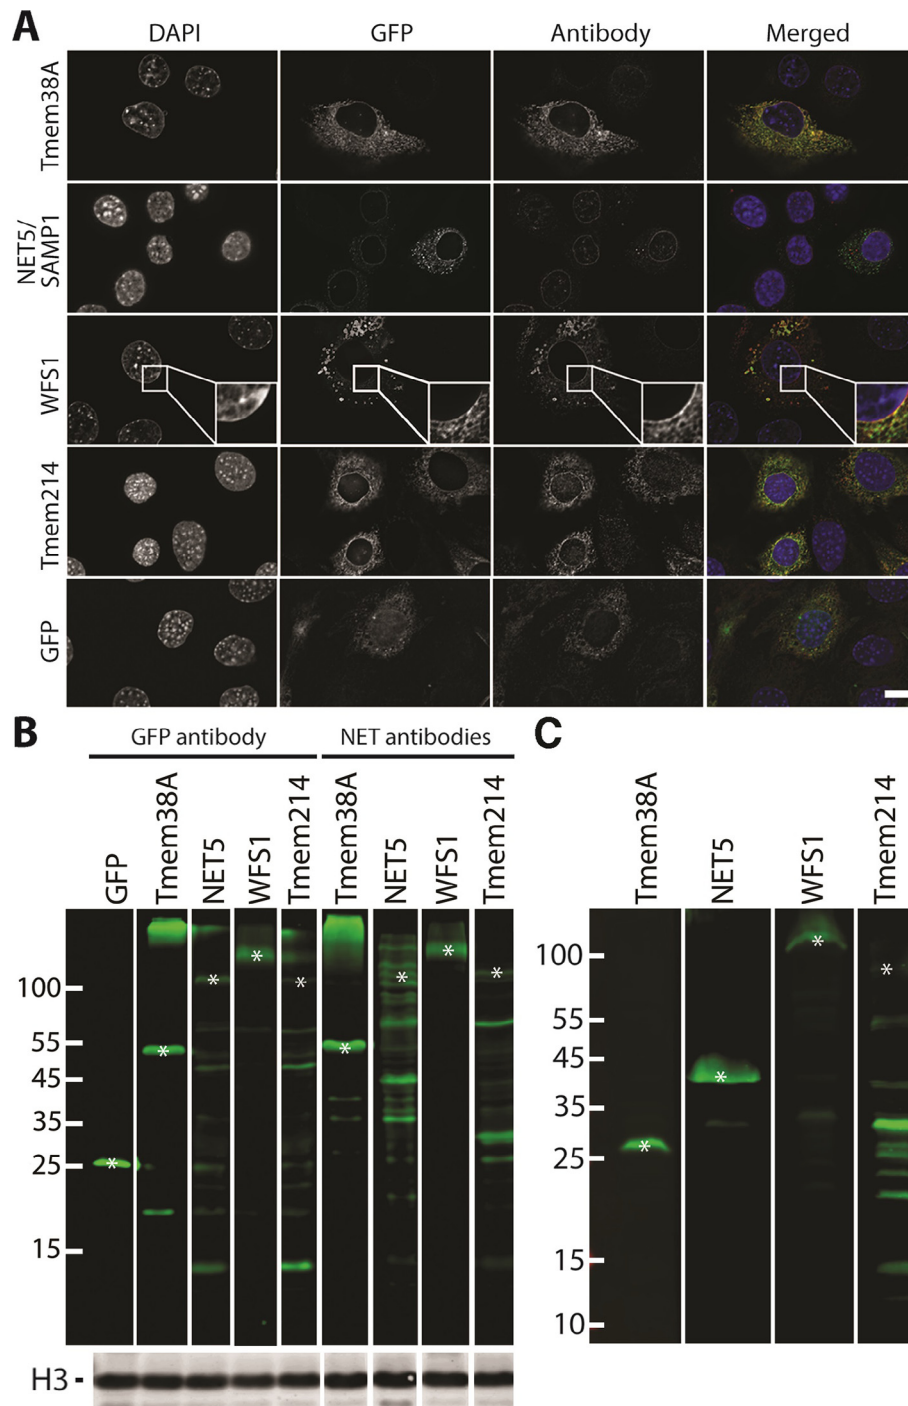 A
DAPI GFP Antibody Merged
Tmem38A
NET5/
SAMP1
WFS1
Tmem214
GFP
B
GFP antibody NET antibodies
GFP Tmem38A NET5 WFS1 Tmem214 Tmem38A NET5 WFS1 Tmem214
100
55
45
35
25
15
* * * * * * * * *
H3 -
C
Tmem38A NET5 WFS1 Tmem214
100
55
45
35
25
15
10
* * * *